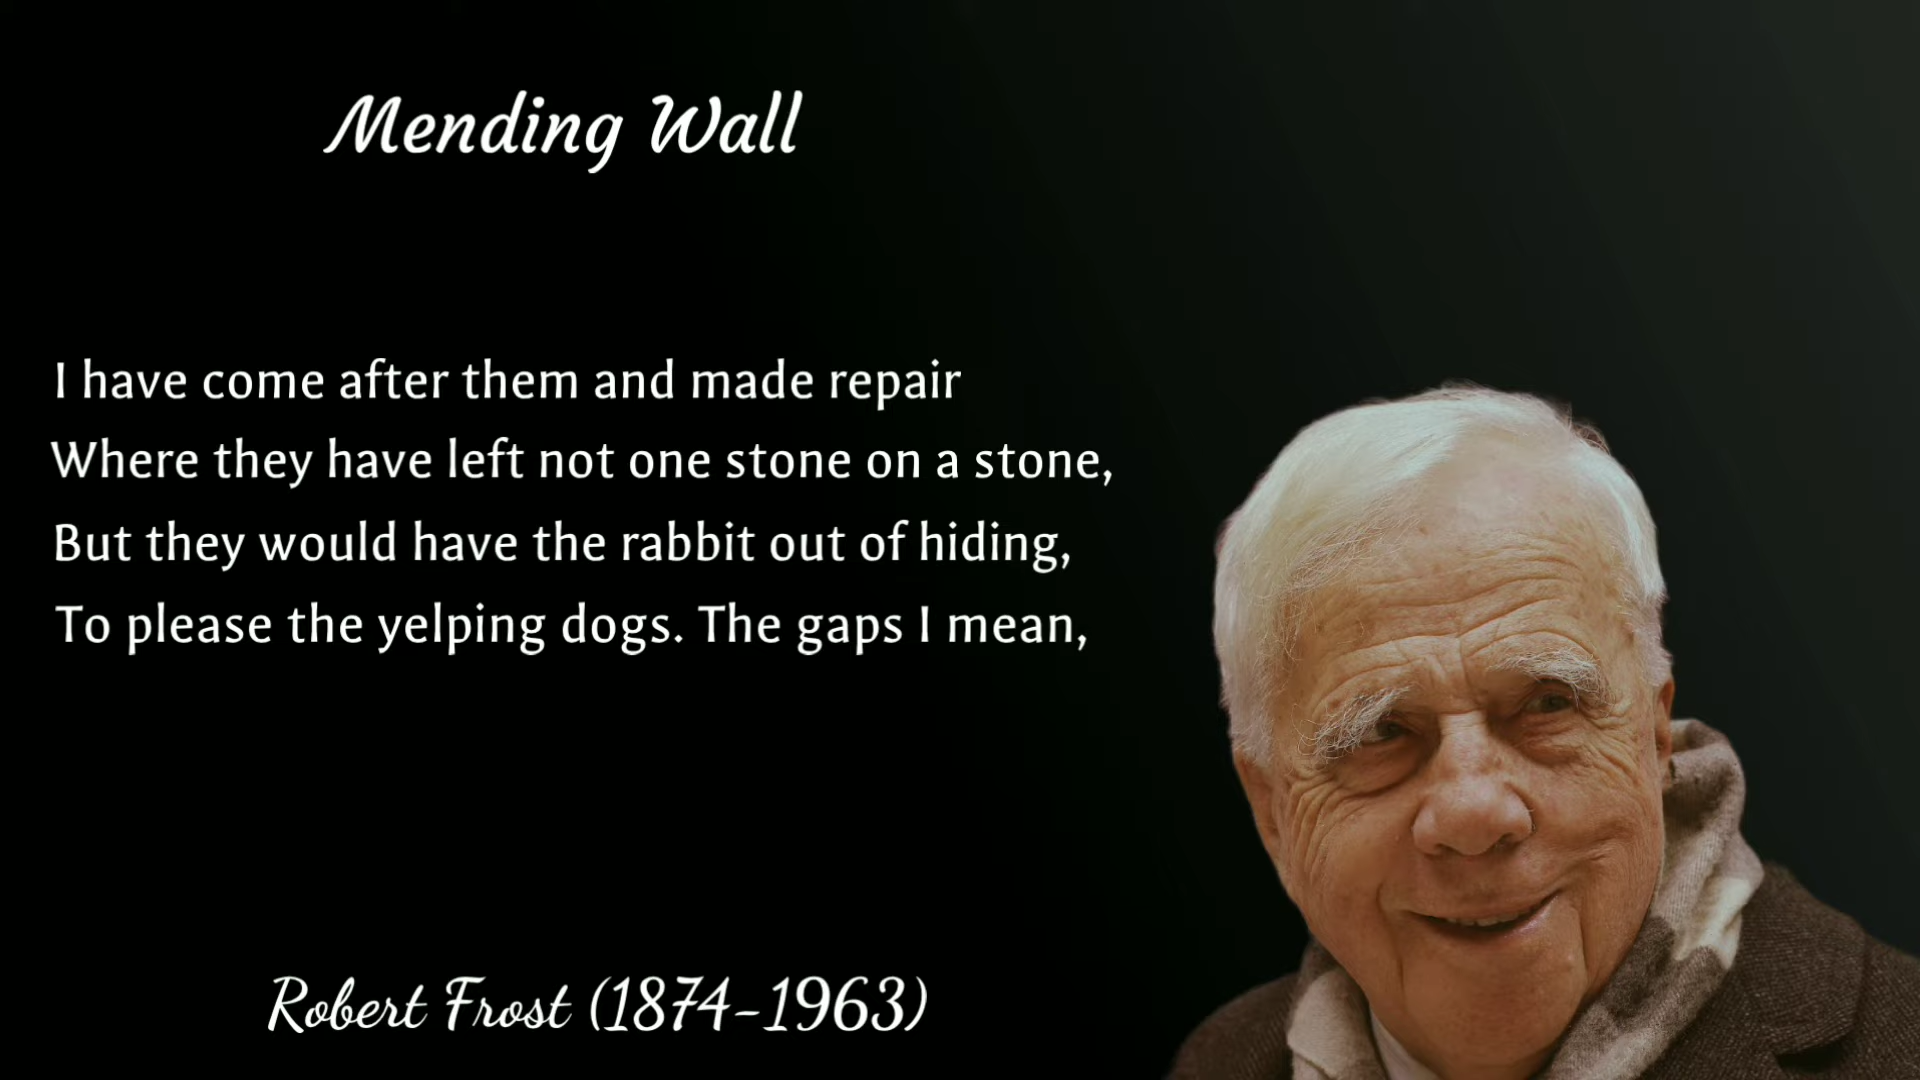 Mending Wall
I have come after them and made repair
Where they have left not one stone on a stone,
But they would have the rabbit out of hiding,
To please the yelping dogs. The gaps I mean,
Robert Frost (1874-1963)